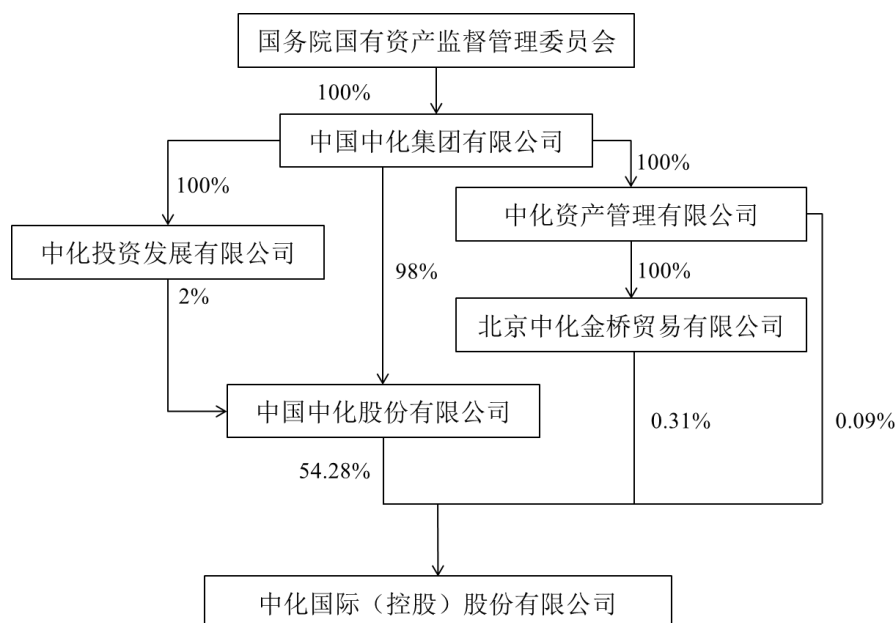 国务院国有资产监督管理委员会
100%
中国中化集团有限公司
100%
100%
中化资产管理有限公司
中化投资发展有限公司
2%
98%
100%
北京中化金桥贸易有限公司
中国中化股份有限公司
0.31%
0.09%
54.28%
中化国际（控股）股份有限公司